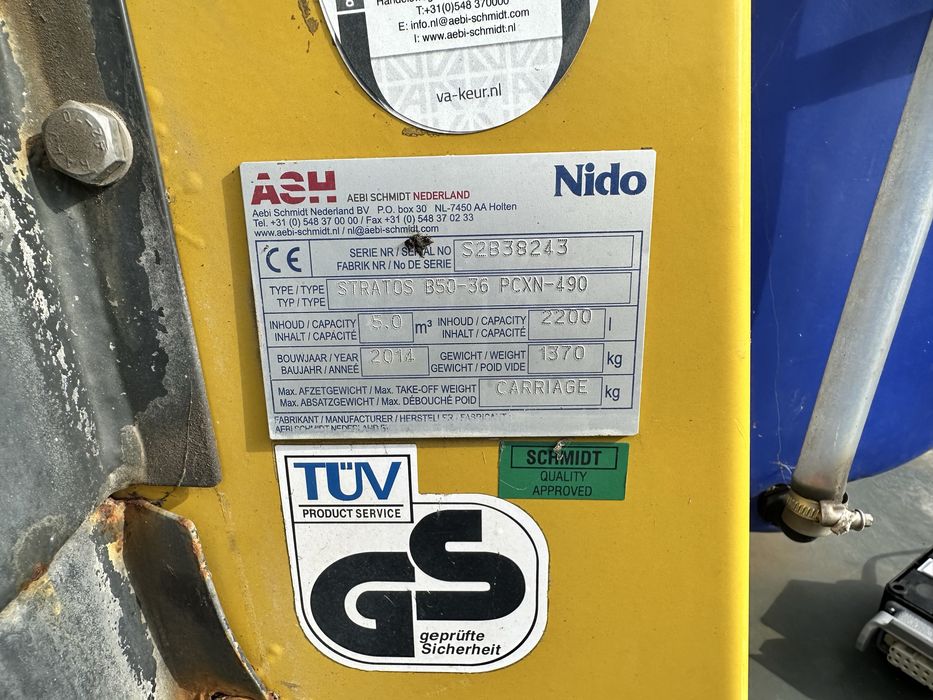 T:+31(0)548 370000
E: info.nl@aebi-schmidt.com
I: www.aebi-schmidt.nl
va-keur.nl
ASH AEBI SCHMIDT NEDERLAND
Nido
Aebi Schmidt Nederland BV P.O. box 30 NL-7450 AA Holten
Tel. +31 (0) 548 37 00 00 / Fax +31 (0) 548 37 02 33
www.aebi-schmidt.nl / nl@aebi-schmidt.com
CE
SERIE NR / SERIAL NO
FABRIK NR / No DE SERIE
S2B38243
TYPE / TYPE
TYP / TYPE
STRATOS B50-36 PCXN-490
INHOUD / CAPACITY
INHALT / CAPACITÉ
5.0 m³
INHOUD / CAPACITY
INHALT / CAPACITÉ
2200 l
BOUWJAAR / YEAR
BAUJAHR / ANNEÉ
2014
GEWICHT / WEIGHT
GEWICHT / POID VIDE
1370 kg
Max. AFZETGEWICHT / Max. TAKE-OFF WEIGHT
Max. ABSATZGEWICHT / Max. DÉBOUCHÉ POID
CARRIAGE kg
FABRIKANT / MANUFACTURER / HERSTELLER / FABRICANT
AEBI SCHMIDT NEDERLAND
TÜV
PRODUCT SERVICE
GS
geprüfte
Sicherheit
SCHMIDT
QUALITY
APPROVED